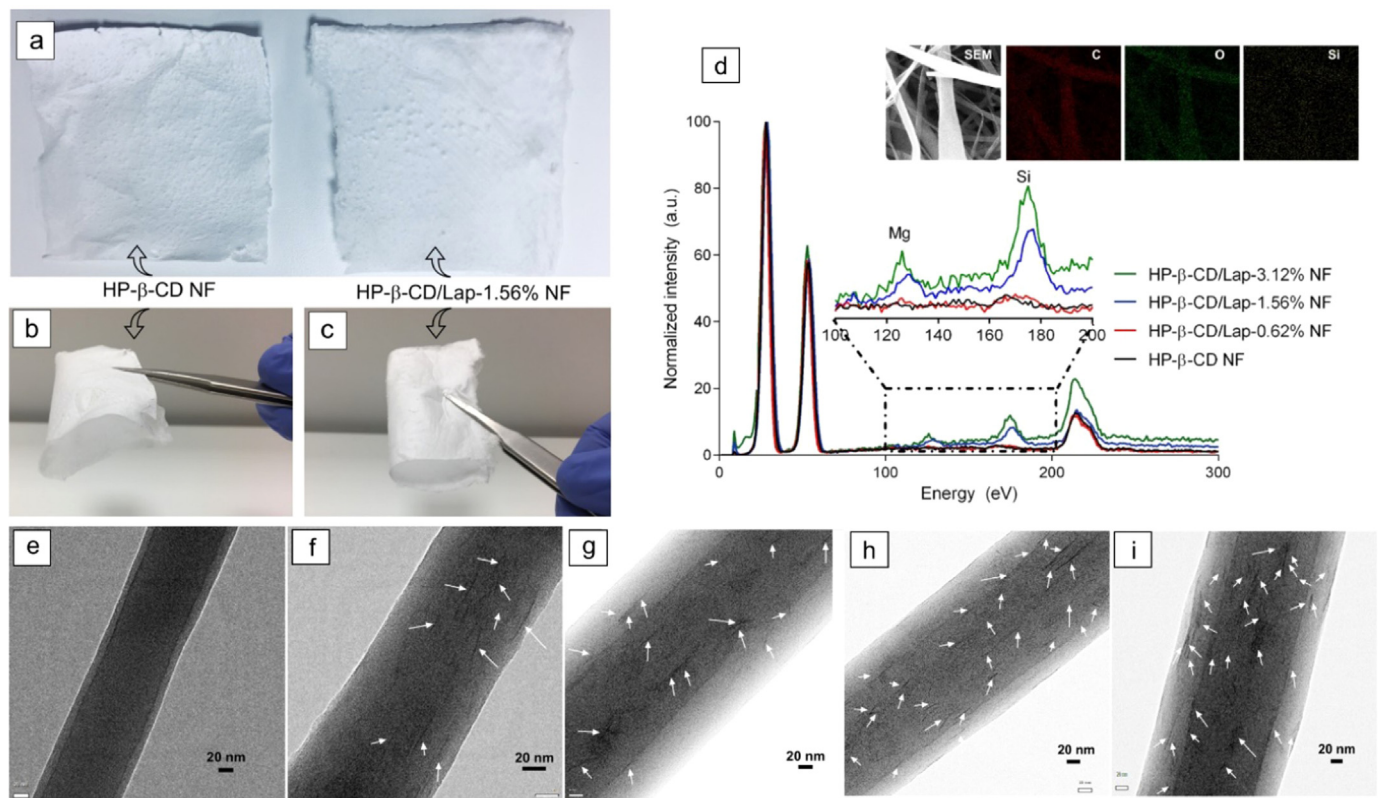 a
HP-β-CD NF
HP-β-CD/Lap-1.56% NF
b
c
d
SEM
C
O
Si
Normalized intensity (a.u.)
100
80
60
40
20
0
Mg
Si
100
120
140
160
180
200
HP-β-CD/Lap-3.12% NF
HP-β-CD/Lap-1.56% NF
HP-β-CD/Lap-0.62% NF
HP-β-CD NF
0
100
200
300
Energy (eV)
e
20 nm
f
20 nm
g
20 nm
h
20 nm
i
20 nm